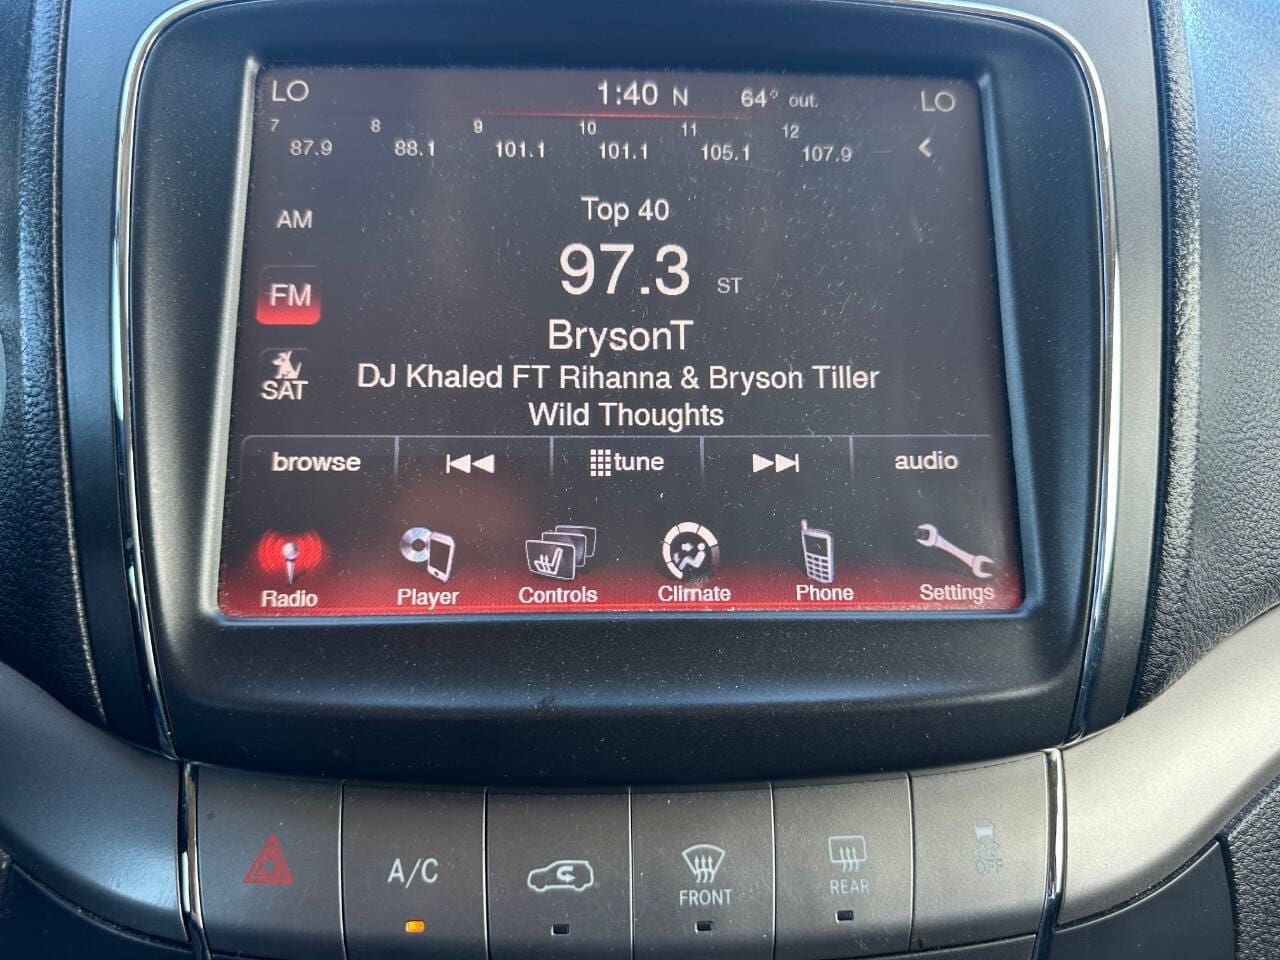 LO 1:40 N 64° out. LO
7 8 9 10 11 12
87.9 88.1 101.1 101.1 105.1 107.9
AM
Top 40
97.3 ST
FM
BrysonT
SAT
DJ Khaled FT Rihanna & Bryson Tiller
Wild Thoughts
browse tune audio
Radio Player Controls Climate Phone Settings
A/C FRONT REAR OFF